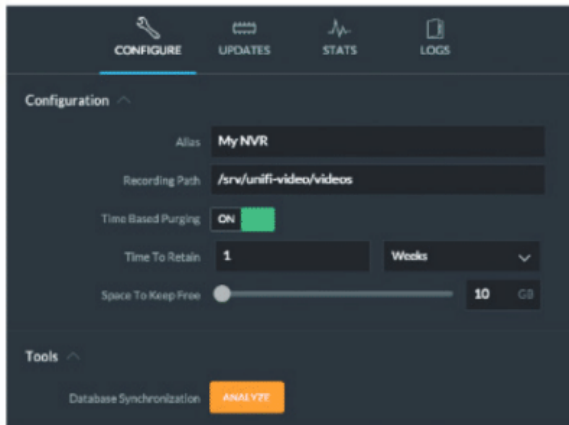 CONFIGURE UPDATES STATS LOGS
Configuration
Alias My NVR
Recording Path /srv/unifi-video/videos
Time Based Purging ON
Time To Retain 1 Weeks
Space To Keep Free 10 GB
Tools
Database Synchronization ANALYZE